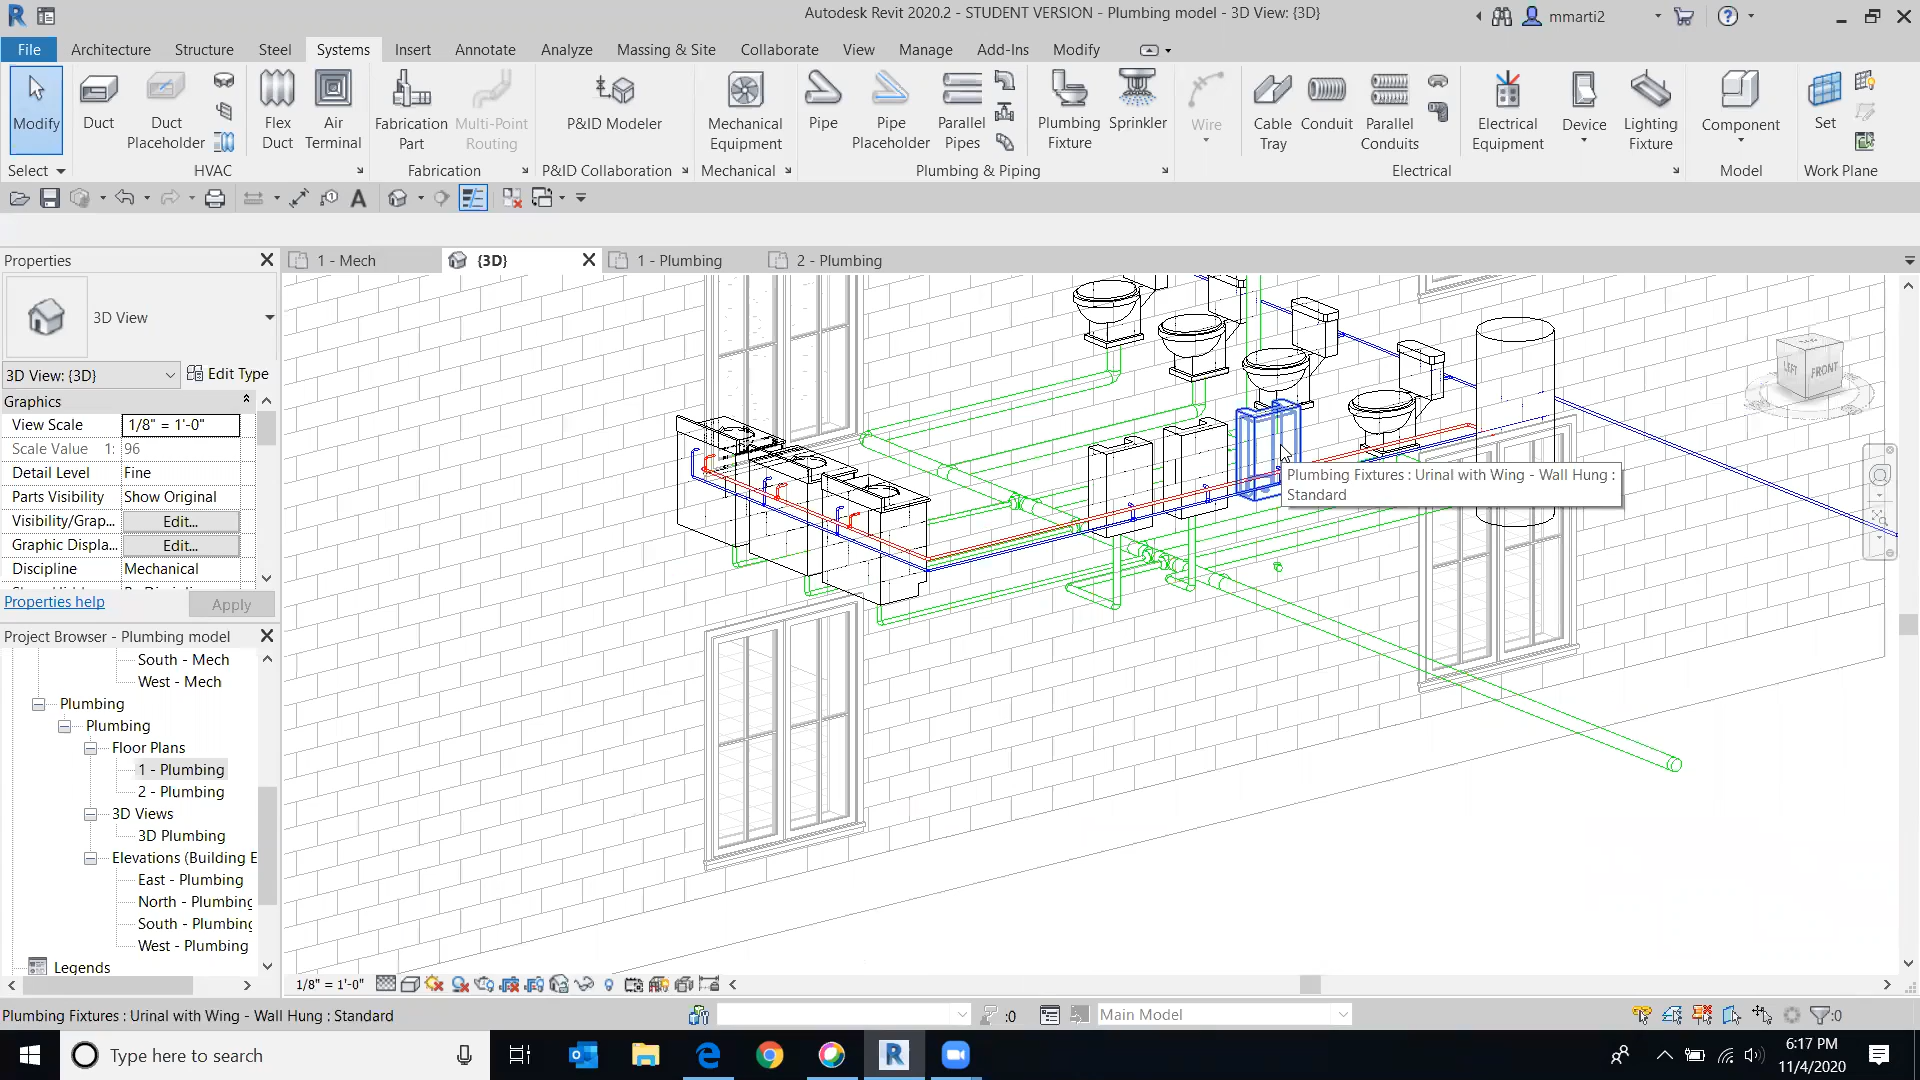 Autodesk Revit 2020.2 - STUDENT VERSION - Plumbing model - 3D View: {3D}
mmarti2
File
Architecture
Structure
Steel
Systems
Insert
Annotate
Analyze
Massing & Site
Collaborate
View
Manage
Add-Ins
Modify
Modify
Duct
Duct
Placeholder
Flex
Duct
Air
Terminal
Fabrication
Part
Multi-Point
Routing
P&ID Modeler
Mechanical
Equipment
Pipe
Pipe
Placeholder
Parallel
Pipes
Plumbing
Fixture
Sprinkler
Wire
Cable
Tray
Conduit
Parallel
Conduits
Electrical
Equipment
Device
Lighting
Fixture
Component
Set
Select
HVAC
Fabrication
P&ID Collaboration
Mechanical
Plumbing & Piping
Electrical
Model
Work Plane
Properties
1 - Mech
{3D}
1 - Plumbing
2 - Plumbing
3D View
3D View: {3D}
Edit Type
Graphics
View Scale
1/8" = 1'-0"
Scale Value 1:
96
Detail Level
Fine
Parts Visibility
Show Original
Visibility/Grap...
Edit...
Graphic Displa...
Edit...
Discipline
Mechanical
Properties help
Apply
LEFT
FRONT
Plumbing Fixtures : Urinal with Wing - Wall Hung :
Standard
Project Browser - Plumbing model
South - Mech
West - Mech
Plumbing
Plumbing
Floor Plans
1 - Plumbing
2 - Plumbing
3D Views
3D Plumbing
Elevations (Building E
East - Plumbing
North - Plumbing
South - Plumbing
West - Plumbing
Legends
1/8" = 1'-0"
Plumbing Fixtures : Urinal with Wing - Wall Hung : Standard
:0
Main Model
:0
Type here to search
6:17 PM
11/4/2020